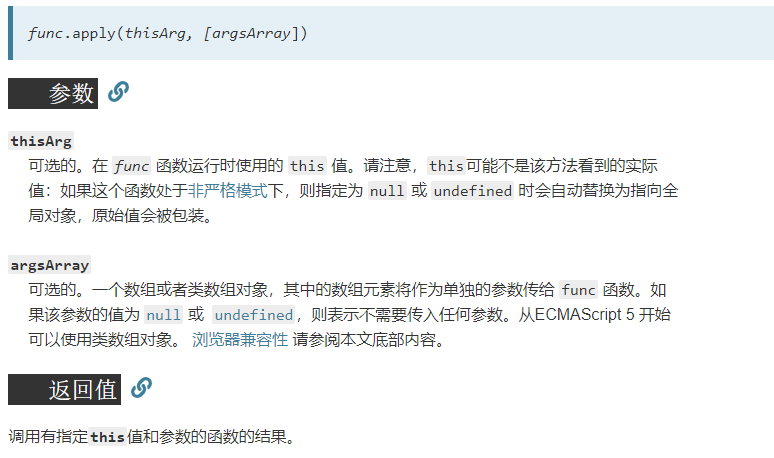 func.apply(thisArg, [argsArray])
参数
thisArg
可选的。在 func 函数运行时使用的 this 值。请注意，this可能不是该方法看到的实际
值：如果这个函数处于非严格模式下，则指定为 null 或 undefined 时会自动替换为指向全
局对象，原始值会被包装。
argsArray
可选的。一个数组或者类数组对象，其中的数组元素将作为单独的参数传给 func 函数。如
果该参数的值为 null 或 undefined，则表示不需要传入任何参数。从ECMAScript 5 开始
可以使用类数组对象。 浏览器兼容性 请参阅本文底部内容。
返回值
调用有指定this值和参数的函数的结果。